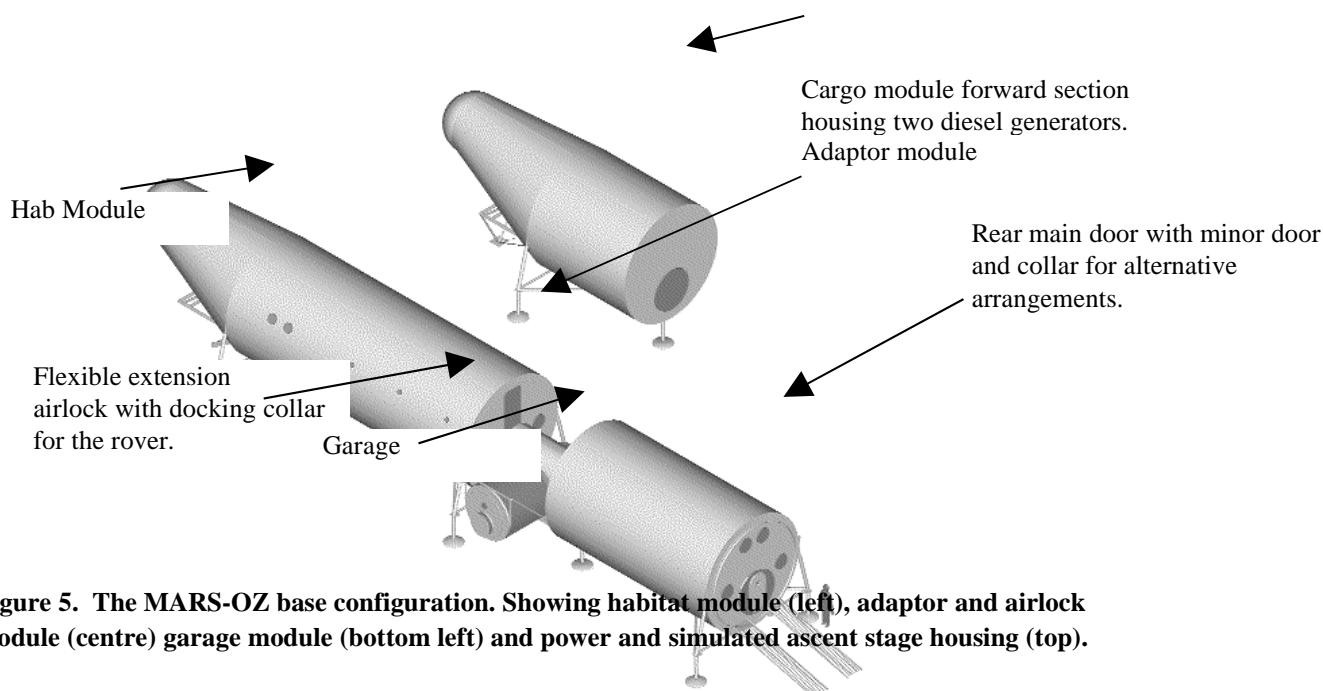 Cargo module forward section
housing two diesel generators.
Adaptor module
Hab Module
Rear main door with minor door
and collar for alternative
arrangements.
Flexible extension
airlock with docking collar
for the rover.
Garage
gure 5. The MARS-OZ base configuration. Showing habitat module (left), adaptor and airlock
odule (centre) garage module (bottom left) and power and simulated ascent stage housing (top).